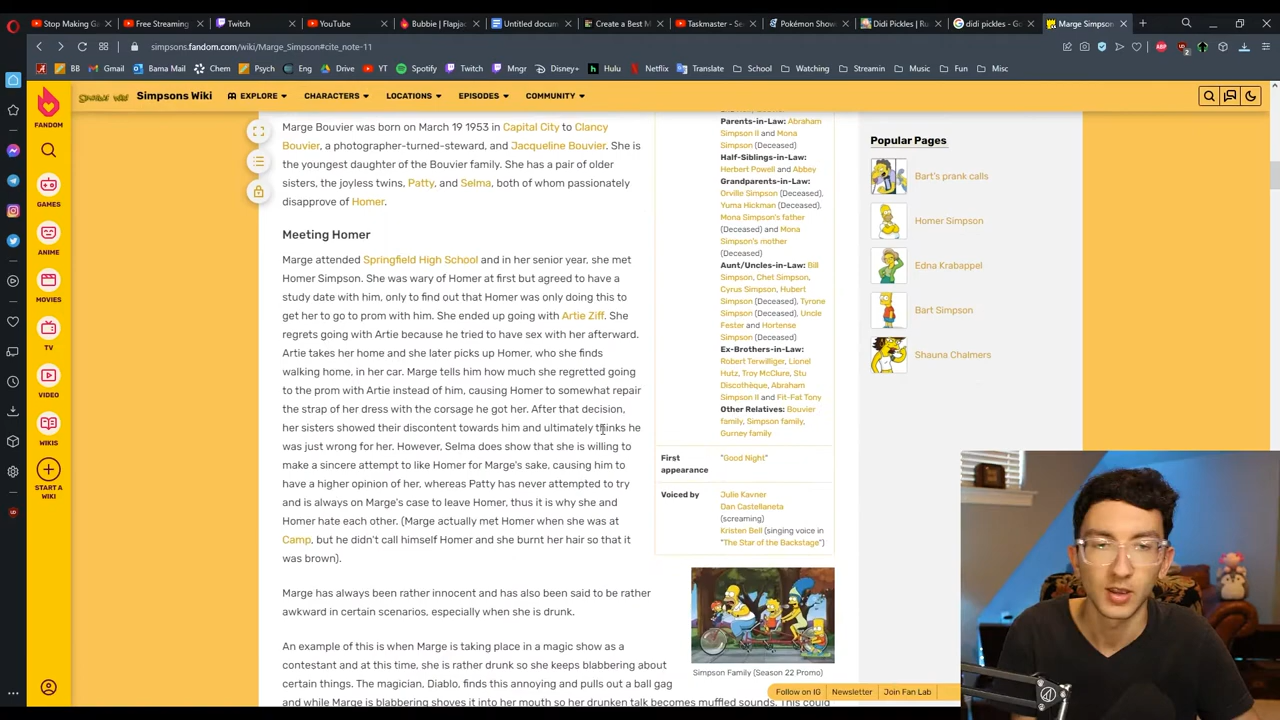 Stop Making G
Free Streaming
Twitch
YouTube
Bubbie | Flapjac
Untitled docum
Create a Best M
Taskmaster - Se
Pokémon Show
Didi Pickles | Ru
didi pickles - Go
Marge Simpson
simpsons.fandom.com/wiki/Marge_Simpson#cite_note-11
BB
Gmail
Bama Mail
Chem
Psych
Eng
Drive
YT
Spotify
Twitch
Mngr
Disney+
Hulu
Netflix
Translate
School
Watching
Streamin
Music
Fun
Misc
FANDOM
GAMES
ANIME
MOVIES
TV
VIDEO
WIKIS
START A
WIKI
Simpsons Wiki
EXPLORE
CHARACTERS
LOCATIONS
EPISODES
COMMUNITY
Marge Bouvier was born on March 19 1953 in Capital City to Clancy
Bouvier, a photographer-turned-steward, and Jacqueline Bouvier. She is
the youngest daughter of the Bouvier family. She has a pair of older
sisters, the joyless twins, Patty, and Selma, both of whom passionately
disapprove of Homer.
Meeting Homer
Marge attended Springfield High School and in her senior year, she met
Homer Simpson. She was wary of Homer at first but agreed to have a
study date with him, only to find out that Homer was only doing this to
get her to go to prom with him. She ended up going with Artie Ziff. She
regrets going with Artie because he tried to have sex with her afterward.
Artie takes her home and she later picks up Homer, who she finds
walking home, in her car. Marge tells him how much she regretted going
to the prom with Artie instead of him, causing Homer to somewhat repair
the strap of her dress with the corsage he got her. After that decision,
her sisters showed their discontent towards him and ultimately thinks he
was just wrong for her. However, Selma does show that she is willing to
make a sincere attempt to like Homer for Marge's sake, causing him to
have a higher opinion of her, whereas Patty has never attempted to try
and is always on Marge's case to leave Homer, thus it is why she and
Homer hate each other. (Marge actually met Homer when she was at
Camp, but he didn't call himself Homer and she burnt her hair so that it
was brown).
Marge has always been rather innocent and has also been said to be rather
awkward in certain scenarios, especially when she is drunk.
An example of this is when Marge is taking place in a magic show as a
contestant and at this time, she is rather drunk so she keeps blabbering about
certain things. The magician, Diablo, finds this annoying and pulls out a ball gag
and while Marge is blabbering shoves it into her mouth so her drunken talk becomes muffled sounds. This could
Parents-in-Law: Abraham
Simpson II and Mona
Simpson (Deceased)
Half-Siblings-in-Law:
Herbert Powell and Abbey
Grandparents-in-Law:
Orville Simpson (Deceased),
Yuma Hickman (Deceased),
Mona Simpson's father
(Deceased) and Mona
Simpson's mother
(Deceased)
Aunt/Uncles-in-Law: Bill
Simpson, Chet Simpson,
Cyrus Simpson, Hubert
Simpson (Deceased), Tyrone
Simpson (Deceased), Uncle
Fester and Hortense
Simpson (Deceased)
Ex-Brothers-in-Law:
Robert Terwilliger, Lionel
Hutz, Troy McClure, Stu
Discothèque, Abraham
Simpson II and Fit-Fat Tony
Other Relatives: Bouvier
family, Simpson family,
Gurney family
First
appearance
"Good Night"
Voiced by
Julie Kavner
Dan Castellaneta
(screaming)
Kristen Bell (singing voice in
"The Star of the Backstage")
Simpson Family (Season 22 Promo)
Popular Pages
Bart's prank calls
Homer Simpson
Edna Krabappel
Bart Simpson
Shauna Chalmers
Follow on IG
Newsletter
Join Fan Lab